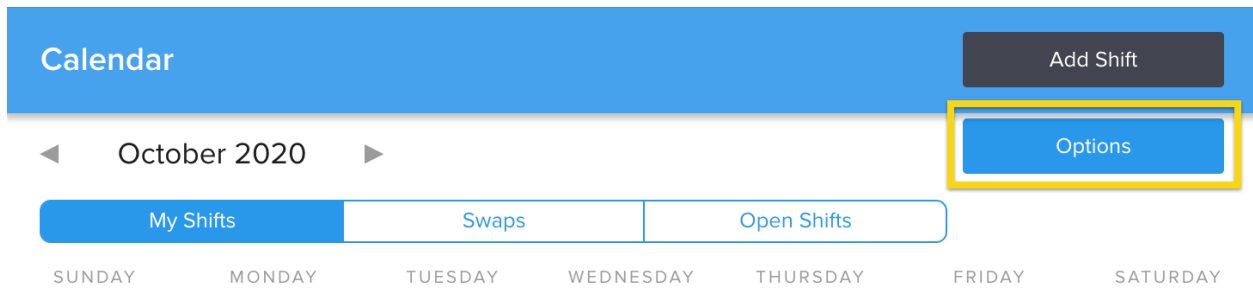 Calendar
Add Shift
October 2020
Options
My Shifts
Swaps
Open Shifts
SUNDAY MONDAY TUESDAY WEDNESDAY THURSDAY FRIDAY SATURDAY